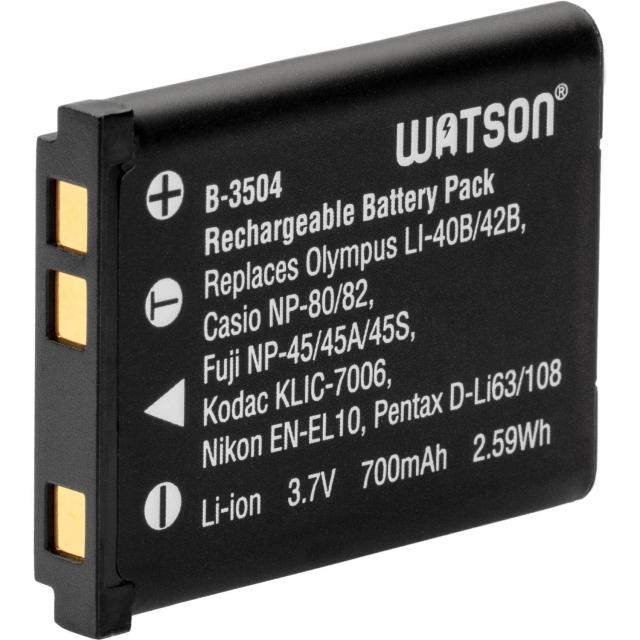 WATSON®
B-3504
Rechargeable Battery Pack
Replaces Olympus LI-40B/42B,
Casio NP-80/82,
Fuji NP-45/45A/45S,
Kodac KLIC-7006,
Nikon EN-EL10, Pentax D-Li63/108
Li-ion 3.7V 700mAh 2.59Wh
+
T
-